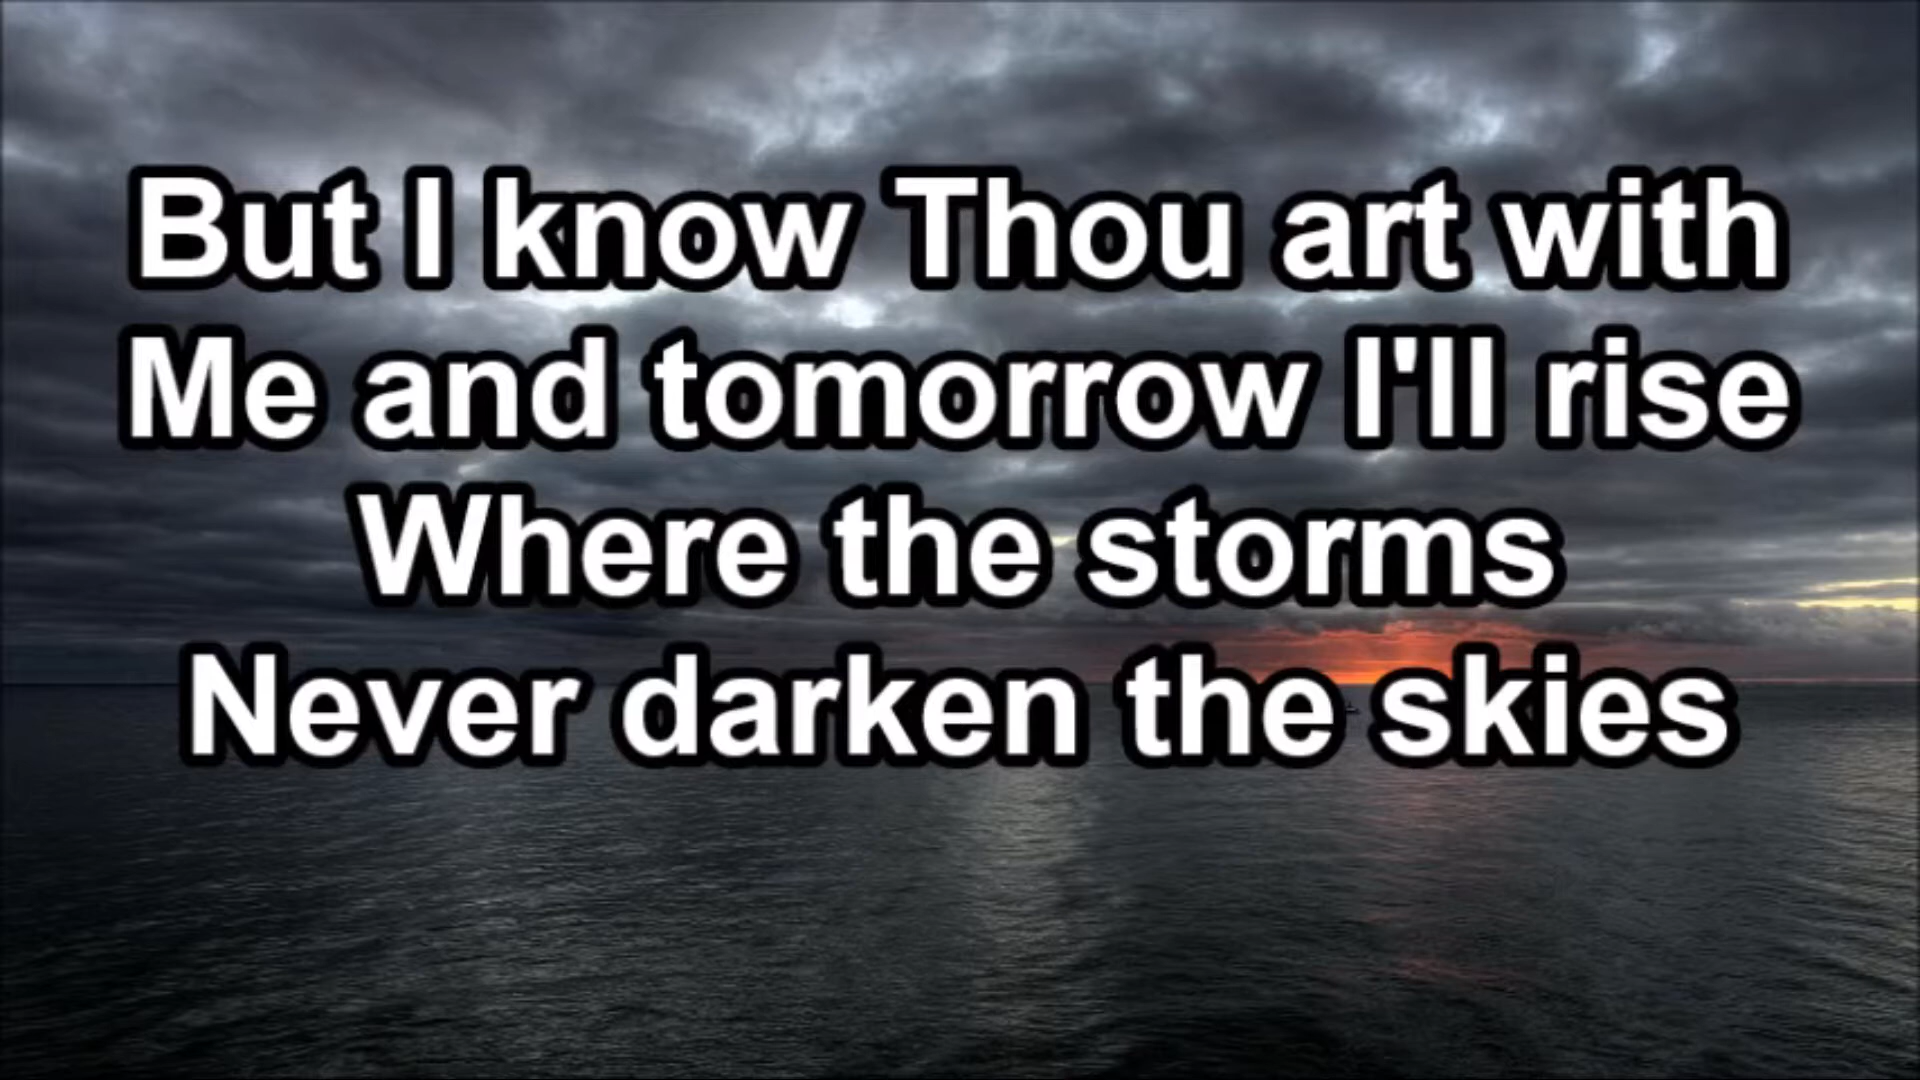 But I know Thou art with
Me and tomorrow I'll rise
Where the storms
Never darken the skies